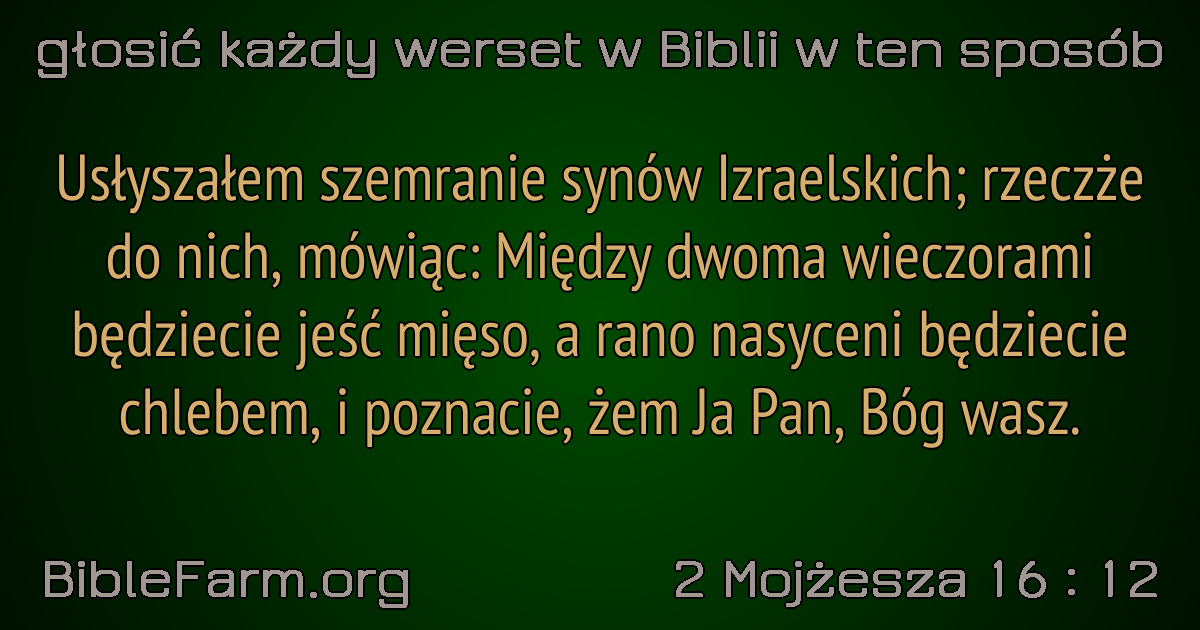 głosić każdy werset w Biblii w ten sposób
Usłyszałem szemranie synów Izraelskich; rzeczże
do nich, mówiąc: Między dwoma wieczorami
będziecie jeść mięso, a rano nasyceni będziecie
chlebem, i poznacie, żem Ja Pan, Bóg wasz.
BibleFarm.org
2 Mojżesza 16 : 12